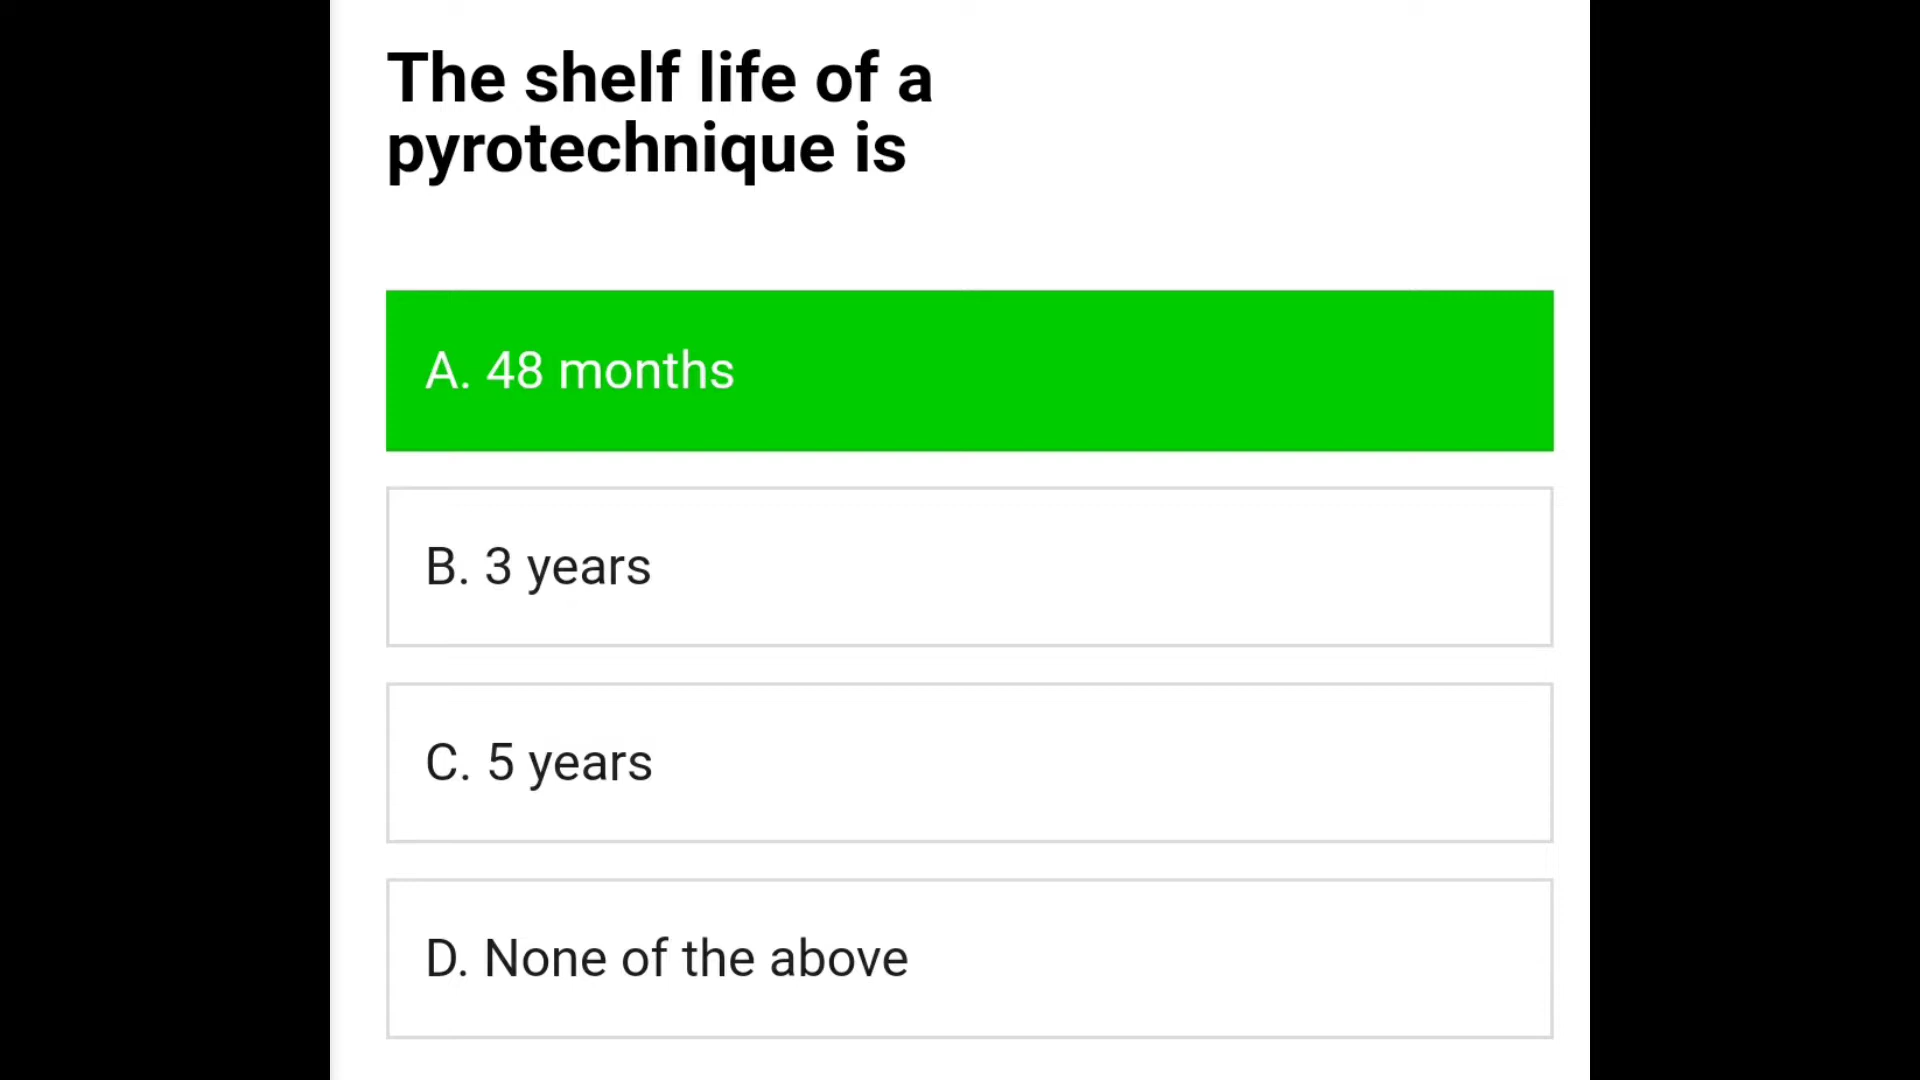 The shelf life of a
pyrotechnique is
A. 48 months
B. 3 years
C. 5 years
D. None of the above